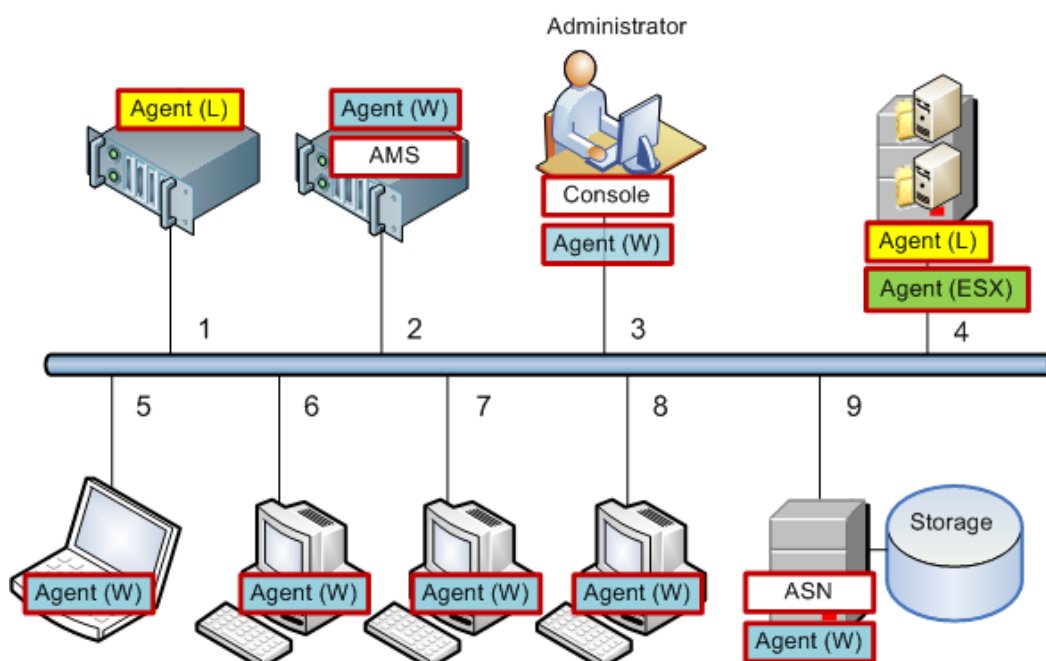 Administrator
Agent (L)
Agent (W)
AMS
Console
Agent (W)
Agent (L)
Agent (ESX)
1
2
3
4
5
6
7
8
9
Agent (W)
Agent (W)
Agent (W)
Agent (W)
ASN
Agent (W)
Storage